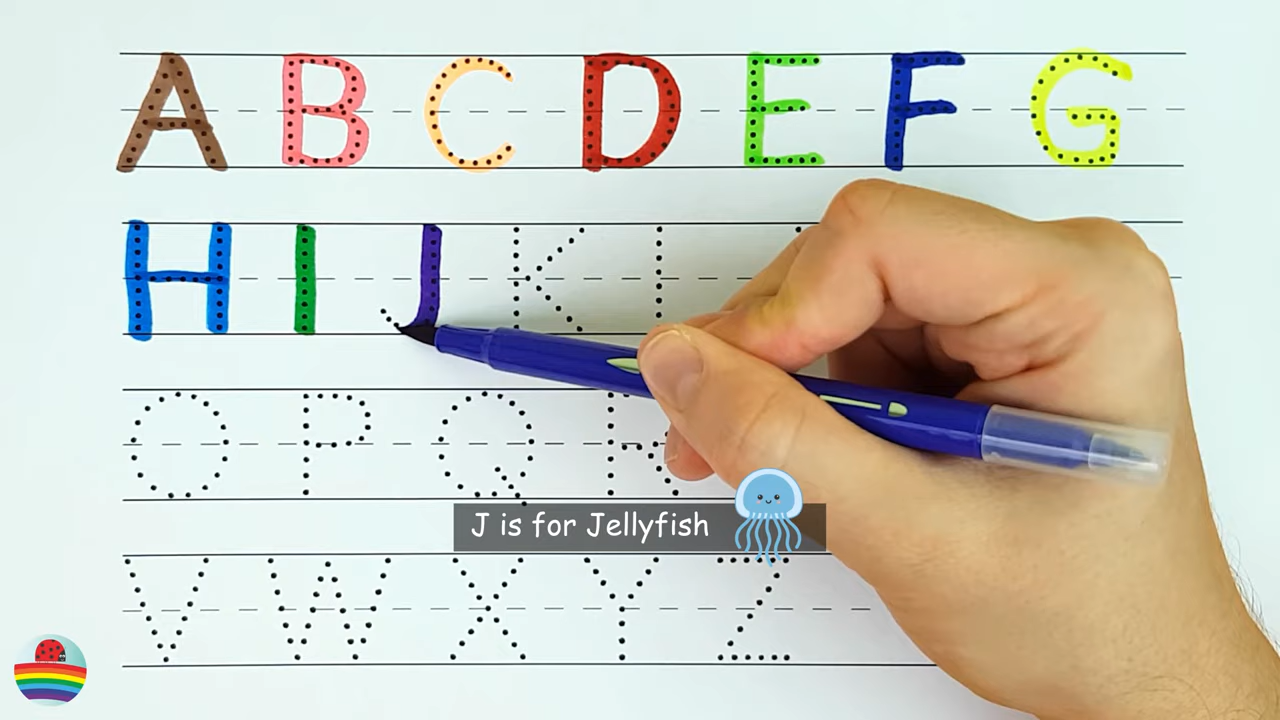 A B C D E F G
H I J K
O P Q R
J is for Jellyfish
V W X Y Z